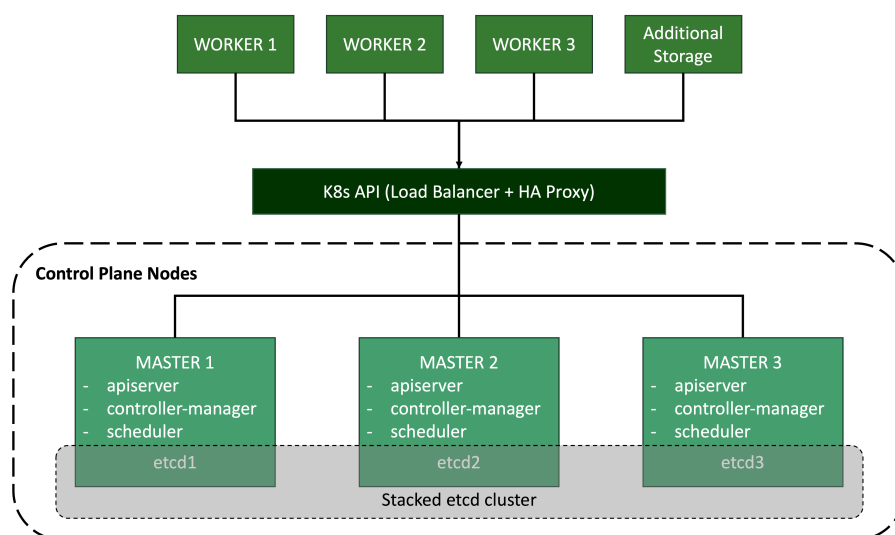 WORKER 1
WORKER 2
WORKER 3
Additional
Storage
K8s API (Load Balancer + HA Proxy)
Control Plane Nodes
MASTER 1
- apiserver
- controller-manager
- scheduler
etcd1
MASTER 2
- apiserver
- controller-manager
- scheduler
etcd2
MASTER 3
- apiserver
- controller-manager
- scheduler
etcd3
Stacked etcd cluster